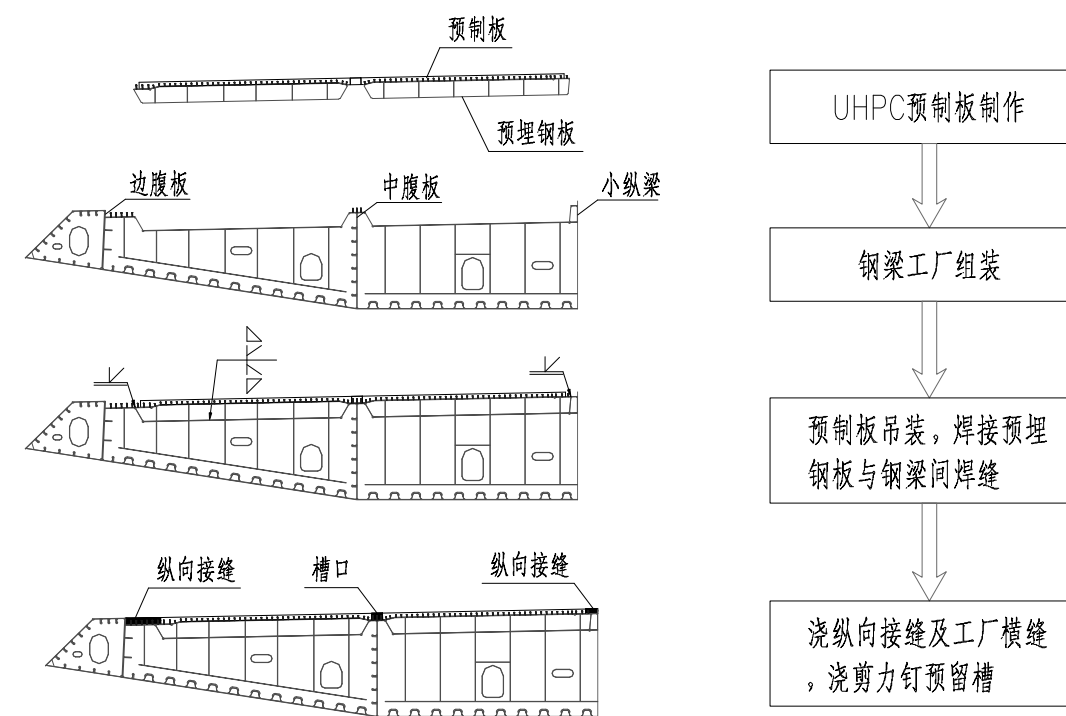 预制板
预埋钢板
边腹板
中腹板
小纵梁
纵向接缝
槽口
纵向接缝
UHPC预制板制作
钢梁工厂组装
预制板吊装，焊接预埋
钢板与钢梁间焊缝
浇纵向接缝及工厂横缝
，浇剪力钉预留槽